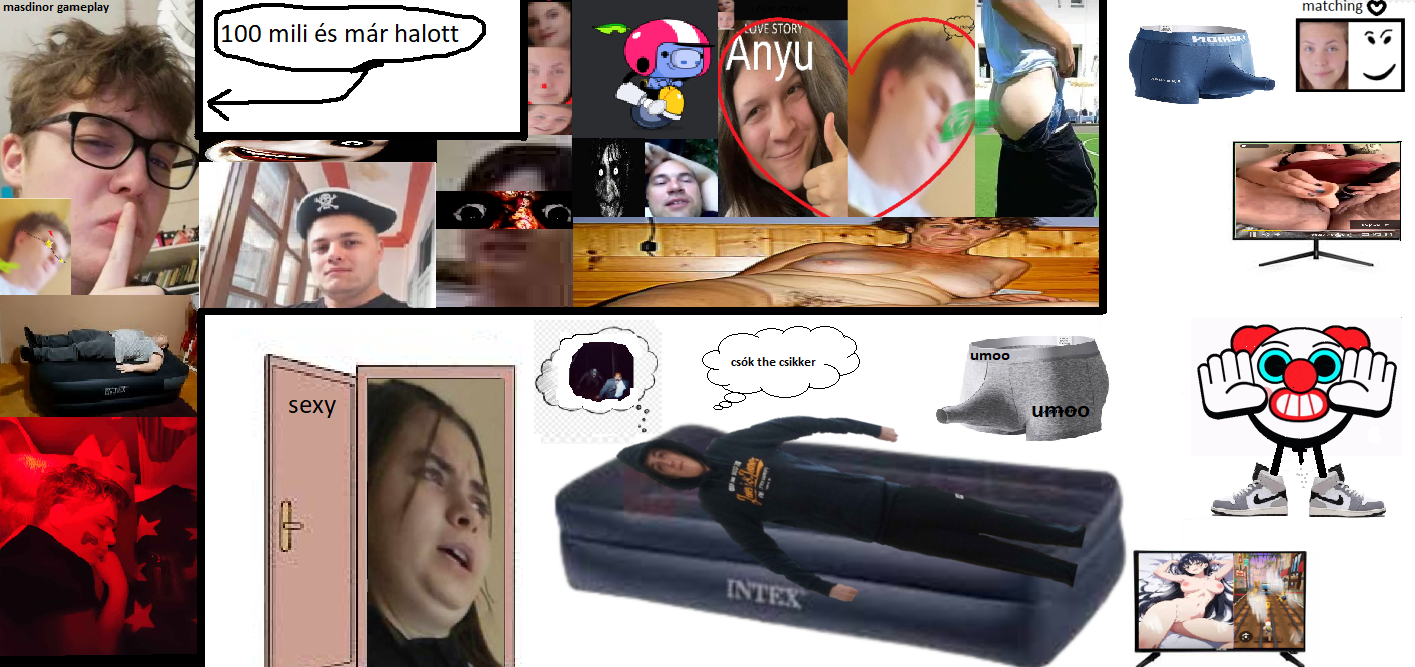 masdinor gameplay
100 mili és már halott
LOVE STORY
Anyu
matching
INTEX
sexy
csók the csikker
umoo
umoo
INTEX